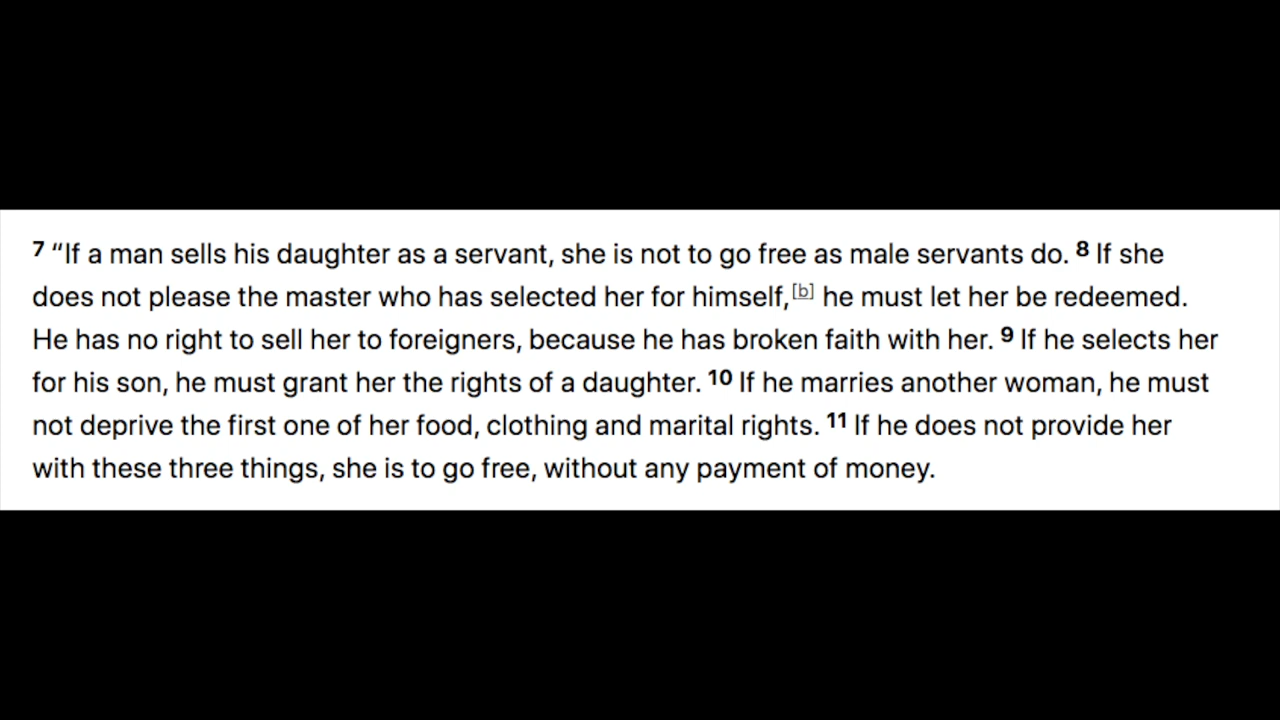 7 “If a man sells his daughter as a servant, she is not to go free as male servants do. 8 If she
does not please the master who has selected her for himself,[b] he must let her be redeemed.
He has no right to sell her to foreigners, because he has broken faith with her. 9 If he selects her
for his son, he must grant her the rights of a daughter. 10 If he marries another woman, he must
not deprive the first one of her food, clothing and marital rights. 11 If he does not provide her
with these three things, she is to go free, without any payment of money.